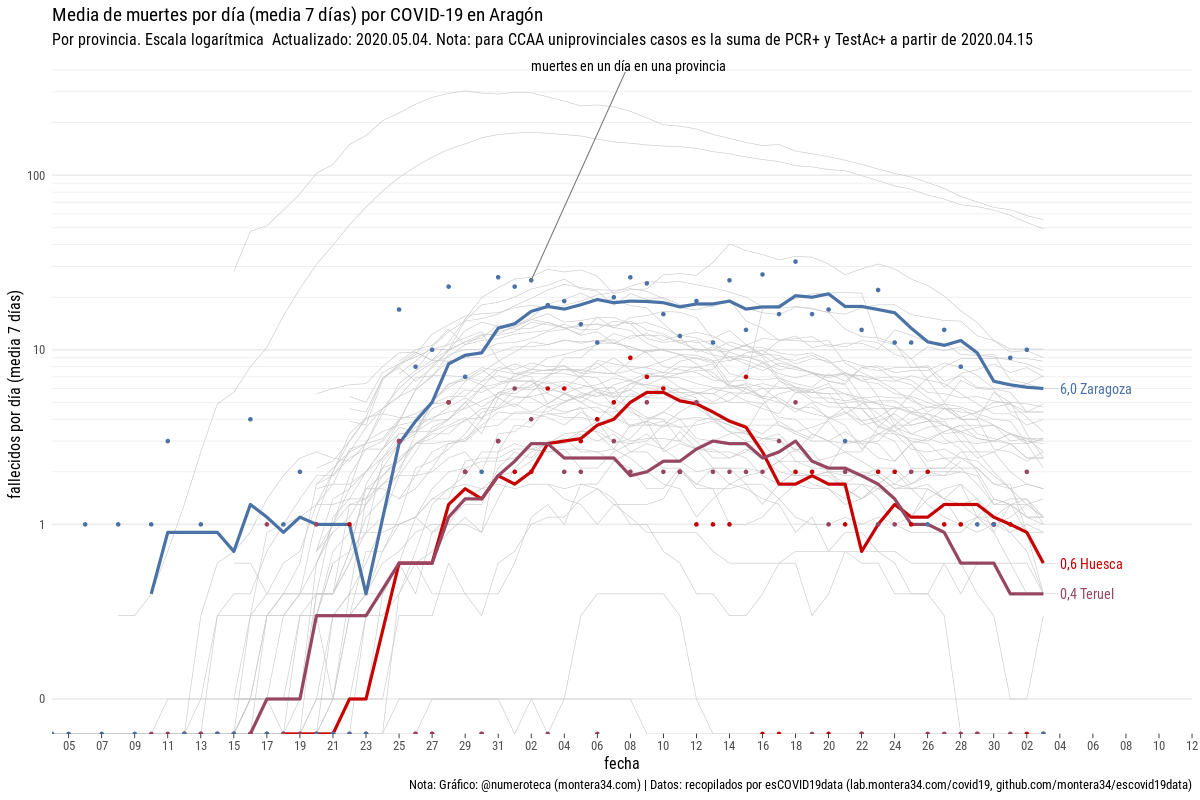 Media de muertes por día (media 7 días) por COVID-19 en Aragón
Por provincia. Escala logarítmica  Actualizado: 2020.05.04. Nota: para CCAA uniprovinciales casos es la suma de PCR+ y TestAc+ a partir de 2020.04.15
muertes en un día en una provincia
fallecidos por día (media  7 días)
100
10
1
0
6,0 Zaragoza
0,6 Huesca
0,4 Teruel
05 07 09 11 13 15 17 19 21 23 25 27 29 31 02 04 06 08 10 12 14 16 18 20 22 24 26 28 30 02 04 06 08 10 12
fecha
Nota: Gráfico: @numeroteca (montera34.com) | Datos: recopilados por esCOVID19data (lab.montera34.com/covid19, github.com/montera34/escovid19data)